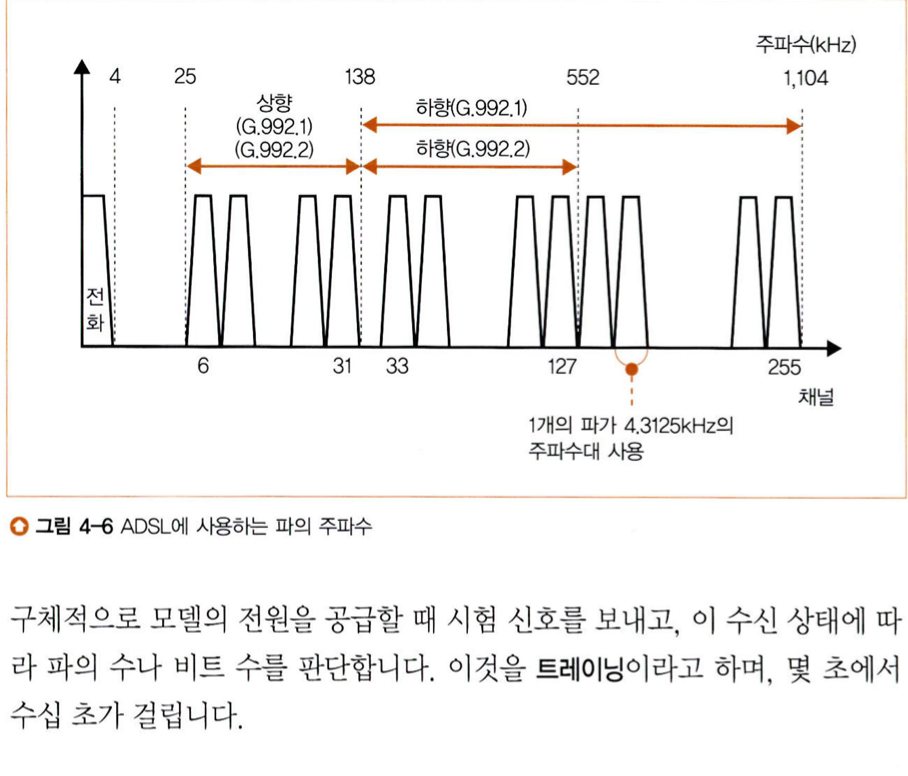 주파수(kHz)
4 25 138 552 1,104
상향
(G.992.1)
(G.992.2)
하향(G.992.1)
하향(G.992.2)
전
화
6 31 33 127 255
채널
1개의 파가 4.3125kHz의
주파수대 사용
그림 4-6 ADSL에 사용하는 파의 주파수
구체적으로 모델의 전원을 공급할 때 시험 신호를 보내고, 이 수신 상태에 따
라 파의 수나 비트 수를 판단합니다. 이것을 트레이닝이라고 하며, 몇 초에서
수십 초가 걸립니다.